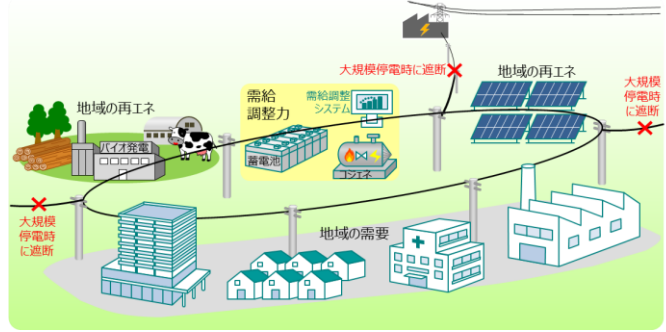 大規模停電時に遮断
地域の再エネ
大規模
停電時
に遮断
需給
調整力
需給調整
システム
蓄電池
コジェネ
地域の再エネ
バイオ発電
大規模
停電時
に遮断
地域の需要